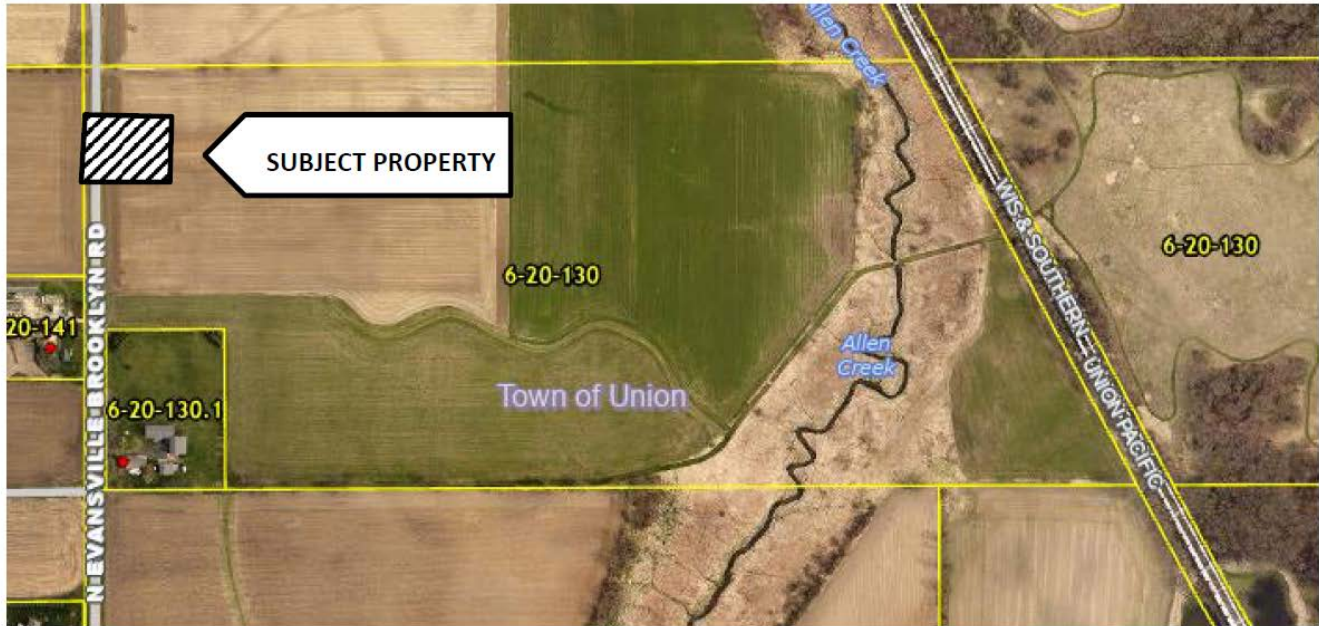 Allen Creek
SUBJECT PROPERTY
N EVANSVILLE BROOKLYN RD
WIS & SOUTHERN - UNION PACIFIC
6-20-130
6-20-130
20-141
Allen
Creek
Town of Union
6-20-130.1